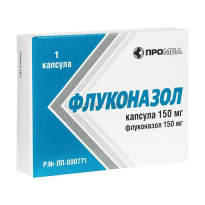 1
капсула
ПРОМЕД
ФЛУКОНАЗОЛ
капсула 150 мг
флуконазол 150 мг
Р.№ ЛП-000771